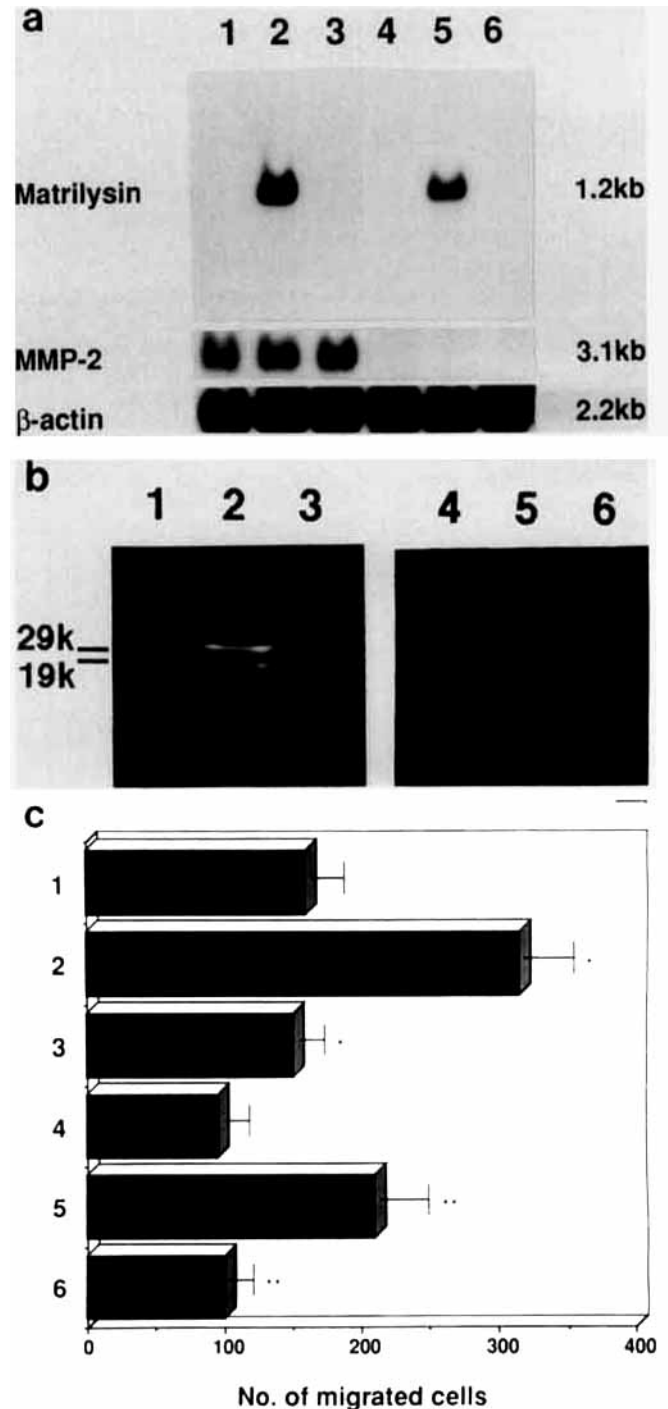 a
1 2 3 4 5 6
Matrilysin 1.2kb
MMP-2 3.1kb
β-actin 2.2kb
b
1 2 3 4 5 6
29k
19k
c
1
2
3
4
5
6
0 100 200 300 400
No. of migrated cells